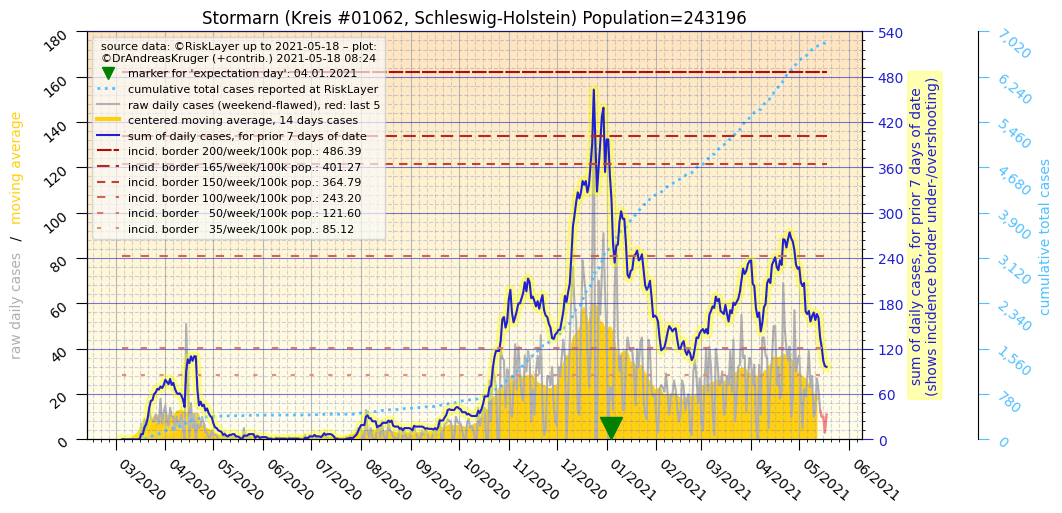 Stormarn (Kreis #01062, Schleswig-Holstein) Population=243196
source data: ©RiskLayer up to 2021-05-18 – plot:
©DrAndreasKruger (+contrib.) 2021-05-18 08:24
marker for 'expectation day': 04.01.2021
cumulative total cases reported at RiskLayer
raw daily cases (weekend-flawed), red: last 5
centered moving average, 14 days cases
sum of daily cases, for prior 7 days of date
incid. border 200/week/100k pop.: 486.39
incid. border 165/week/100k pop.: 401.27
incid. border 150/week/100k pop.: 364.79
incid. border 100/week/100k pop.: 243.20
incid. border 50/week/100k pop.: 121.60
incid. border 35/week/100k pop.: 85.12
raw daily cases / moving average
180
160
140
120
100
80
60
40
20
0
03/2020
04/2020
05/2020
06/2020
07/2020
08/2020
09/2020
10/2020
11/2020
12/2020
01/2021
02/2021
03/2021
04/2021
05/2021
06/2021
540
480
420
360
300
240
180
120
60
0
sum of daily cases, for prior 7 days of date
(shows incidence border under-/overshooting)
7,020
6,240
5,460
4,680
3,900
3,120
2,340
1,560
780
0
cumulative total cases